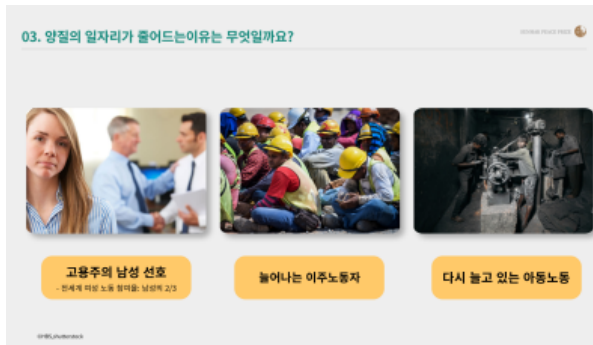 03. 양질의 일자리가 줄어드는이유는 무엇일까요?
고용주의 남성 선호
- 전세계 여성 노동 참여율: 남성의 2/3
늘어나는 이주노동자
다시 늘고 있는 아동노동